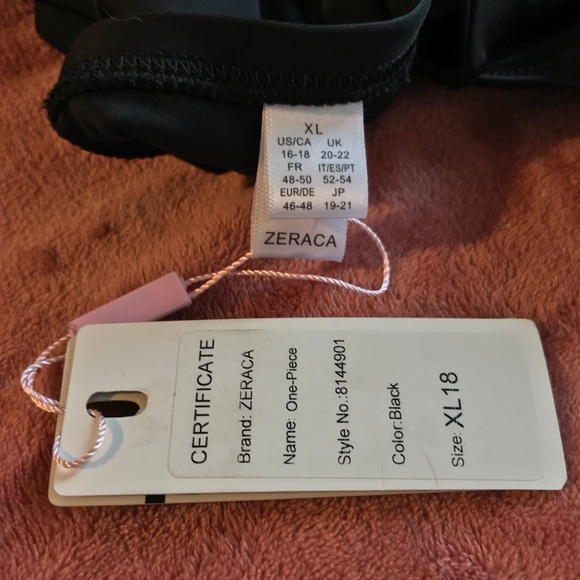 XL
US/CA UK
16-18 20-22
FR IT/ES/PT
48-50 52-54
EUR/DE JP
46-48 19-21
ZERACA
CERTIFICATE
Brand: ZERACA
Name: One-Piece
Style No.:8144901
Color:Black
Size: XL18